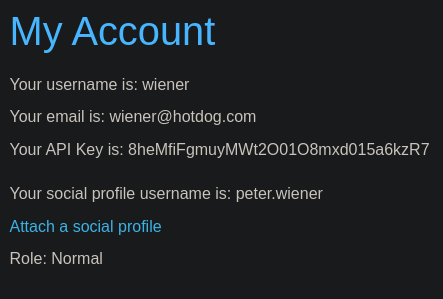 My Account
Your username is: wiener
Your email is: wiener@hotdog.com
Your API Key is: 8heMfiFgmuyMWt2O01O8mxd015a6kzR7
Your social profile username is: peter.wiener
Attach a social profile
Role: Normal